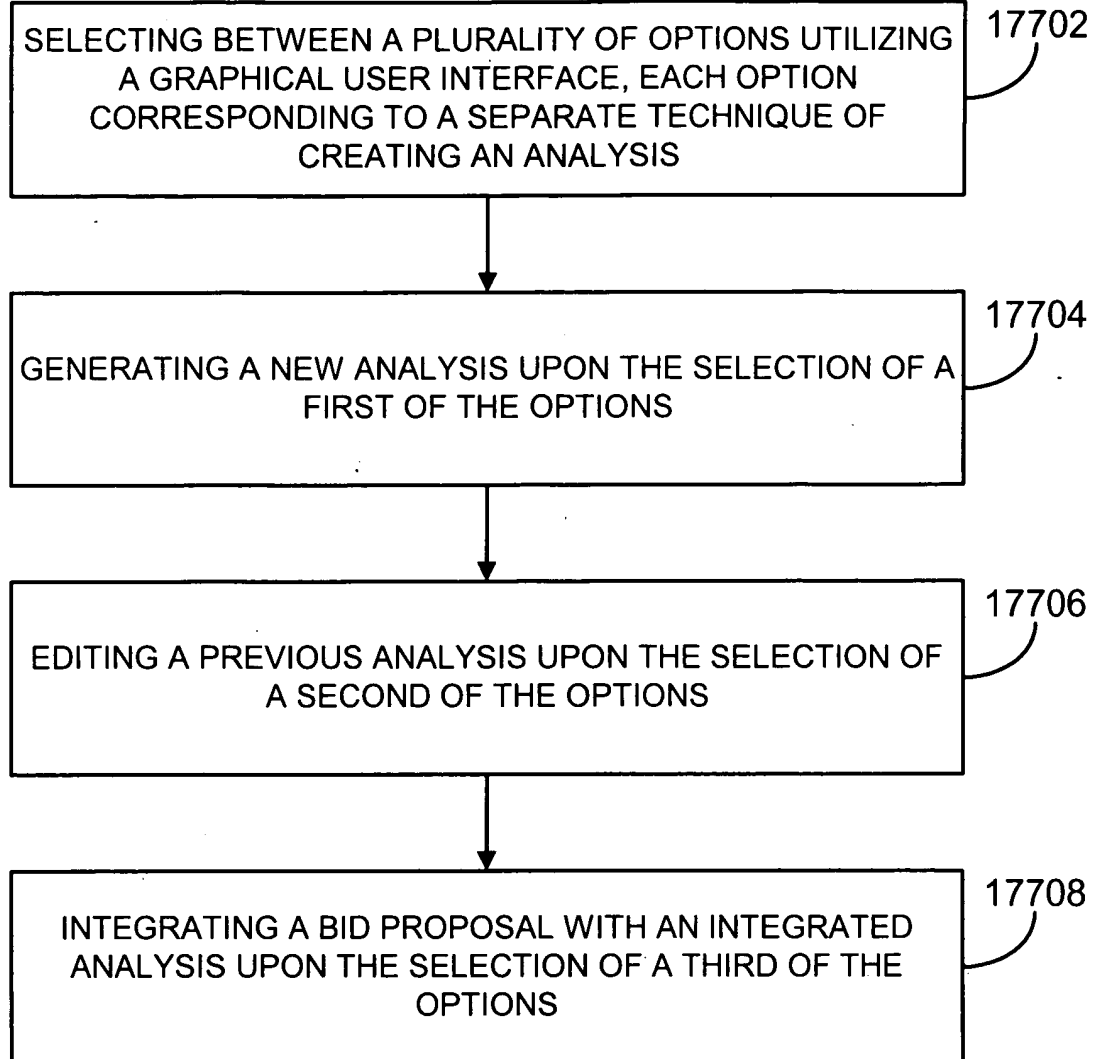 SELECTING BETWEEN A PLURALITY OF OPTIONS UTILIZING
A GRAPHICAL USER INTERFACE, EACH OPTION
CORRESPONDING TO A SEPARATE TECHNIQUE OF
CREATING AN ANALYSIS
17702
GENERATING A NEW ANALYSIS UPON THE SELECTION OF A
FIRST OF THE OPTIONS
17704
EDITING A PREVIOUS ANALYSIS UPON THE SELECTION OF
A SECOND OF THE OPTIONS
17706
INTEGRATING A BID PROPOSAL WITH AN INTEGRATED
ANALYSIS UPON THE SELECTION OF A THIRD OF THE
OPTIONS
17708